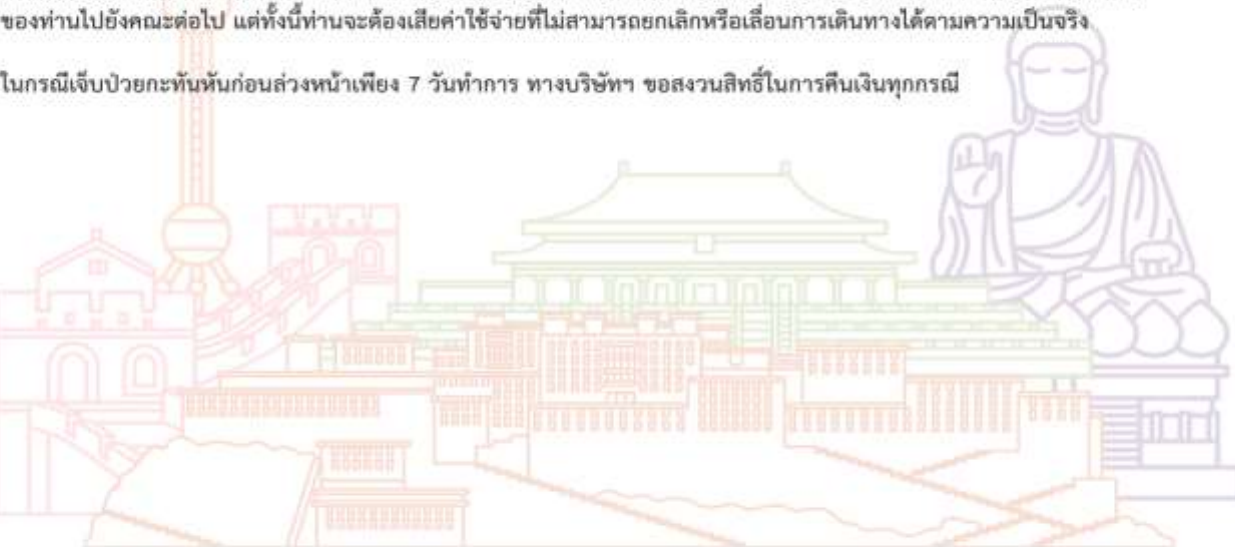 ของท่านไปยังคณะต่อไป แต่ทั้งนี้ท่านจะต้องเสียค่าใช้จ่ายที่ไม่สามารถยกเลิกหรือเลื่อนการเดินทางได้ตามความเป็นจริง
ในกรณีเจ็บป่วยกะทันหันก่อนล่วงหน้าเพียง 7 วันทำการ ทางบริษัทฯ ขอสงวนสิทธิ์ในการคืนเงินทุกกรณี